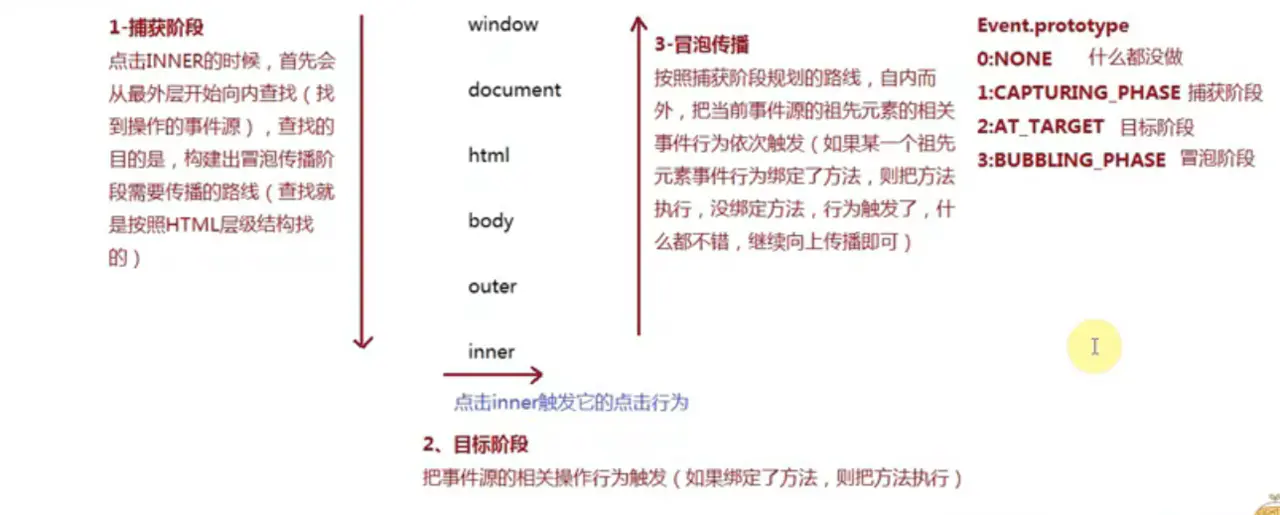 1-捕获阶段
点击INNER的时候，首先会
从最外层开始向内查找（找
到操作的事件源），查找的
目的是，构建出冒泡传播阶
段需要传播的路线（查找就
是按照HTML层级结构找
的）
window
document
html
body
outer
inner
点击inner触发它的点击行为
2、目标阶段
把事件源的相关操作行为触发（如果绑定了方法，则把方法执行）
3-冒泡传播
按照捕获阶段规划的路线，自内而
外，把当前事件源的祖先元素的相关
事件行为依次触发（如果某一个祖先
元素事件行为绑定了方法，则把方法
执行，没绑定方法，行为触发了，什
么都不错，继续向上传播即可）
Event.prototype
0:NONE 什么都没做
1:CAPTURING_PHASE 捕获阶段
2:AT_TARGET 目标阶段
3:BUBBLING_PHASE 冒泡阶段